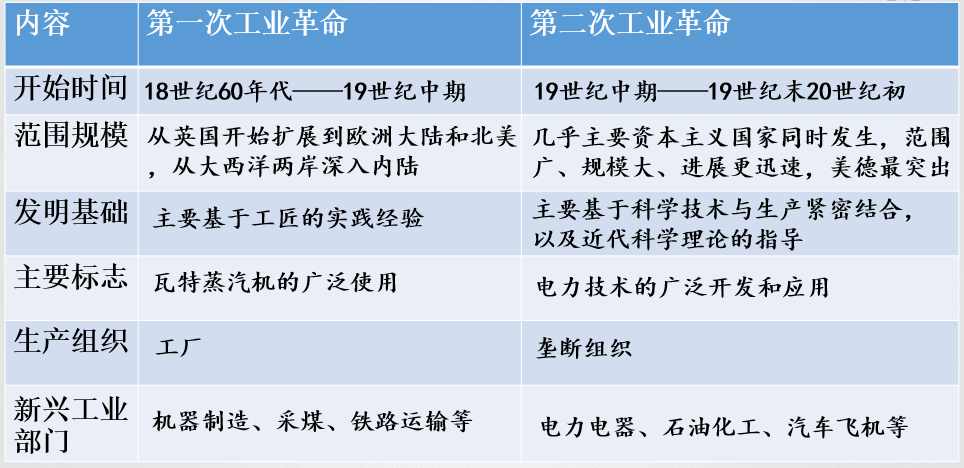 内容
第一次工业革命
第二次工业革命
开始时间
18世纪60年代——19世纪中期
19世纪中期——19世纪末20世纪初
范围规模
从英国开始扩展到欧洲大陆和北美
，从大西洋两岸深入内陆
几乎主要资本主义国家同时发生，范围
广、规模大、进展更迅速，美德最突出
发明基础
主要基于工匠的实践经验
主要基于科学技术与生产紧密结合，
以及近代科学理论的指导
主要标志
瓦特蒸汽机的广泛使用
电力技术的广泛开发和应用
生产组织
工厂
垄断组织
新兴工业
部门
机器制造、采煤、铁路运输等
电力电器、石油化工、汽车飞机等